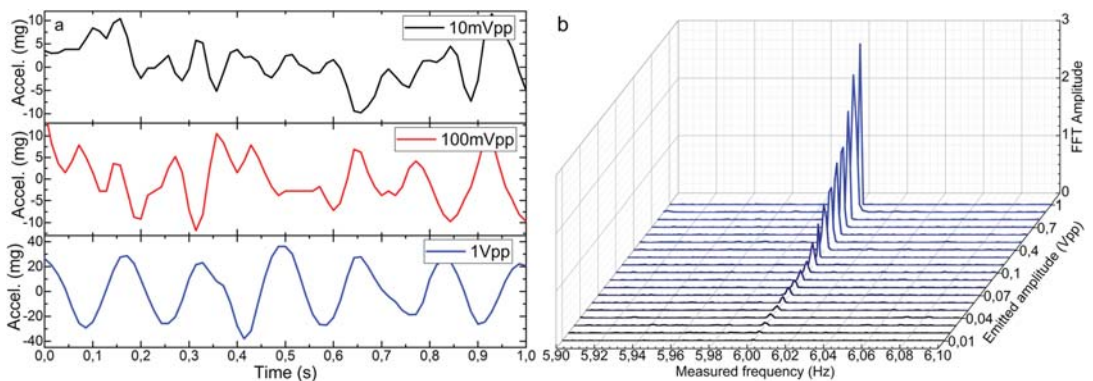 a
10mVpp
Accel. (mg)
10
5
0
-5
-10
100mVpp
Accel. (mg)
10
5
0
-5
-10
1Vpp
Accel. (mg)
40
20
0
-20
-40
0,0 0,1 0,2 0,3 0,4 0,5 0,6 0,7 0,8 0,9 1,0
Time (s)
b
3
2
1
0
FFT Amplitude
1
0,7
0,4
0,1
0,07
0,04
0,01
Emitted amplitude (Vpp)
5,90 5,92 5,94 5,96 5,98 6,00 6,02 6,04 6,06 6,08 6,10
Measured frequency (Hz)